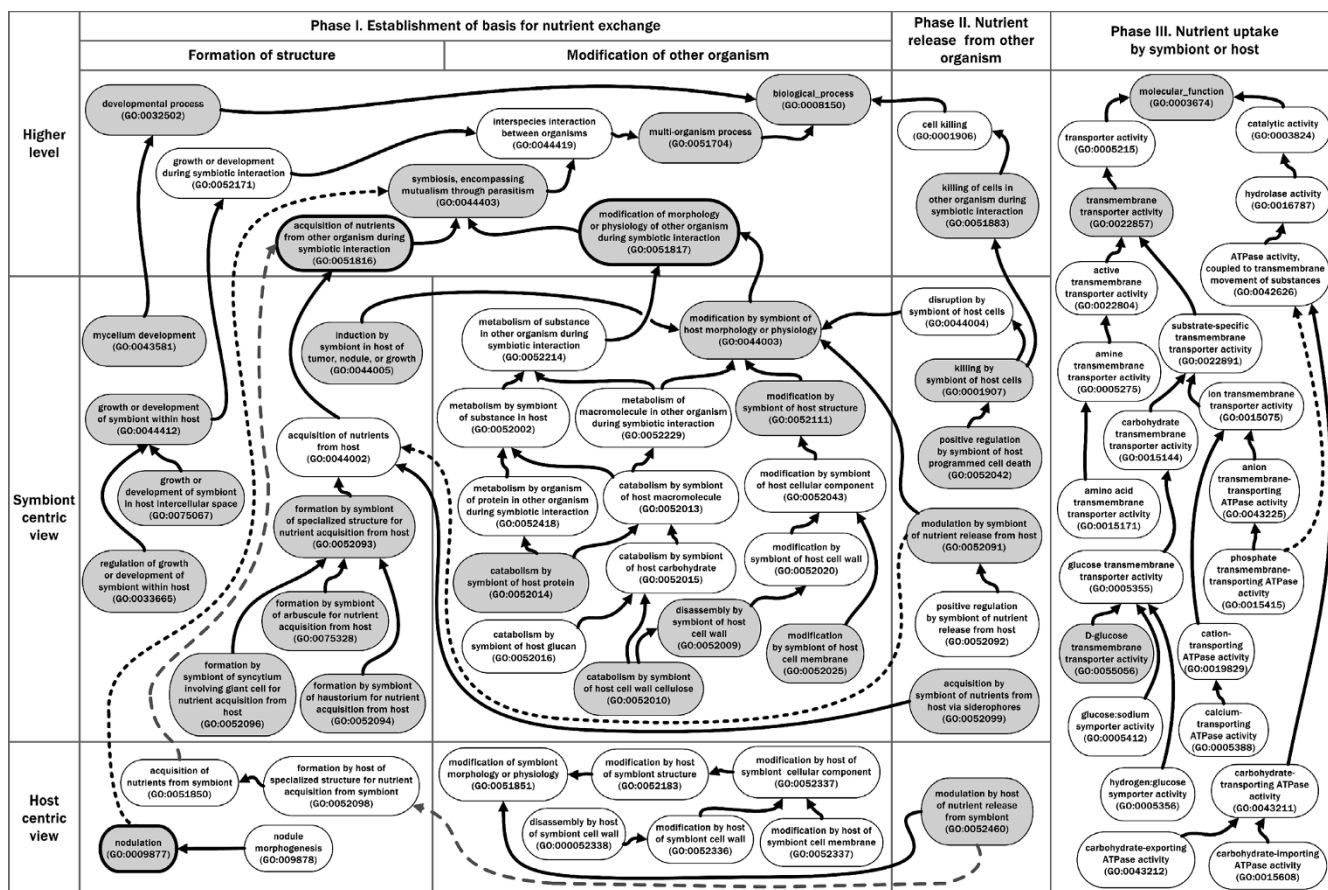 Phase I. Establishment of basis for nutrient exchange
Phase II. Nutrient
release from other
organism
Phase III. Nutrient uptake
by symbiont or host
Formation of structure
Modification of other organism
Higher
level
developmental process
(GO:0032502)
biological_process
(GO:0008150)
interspecies interaction
between organisms
(GO:0044419)
multi-organism process
(GO:0051704)
growth or development
during symbiotic interaction
(GO:0052171)
symbiosis, encompassing
mutualism through parasitism
(GO:0044403)
acquisition of nutrients
from other organism during
symbiotic interaction
(GO:0051816)
modification of morphology
or physiology of other organism
during symbiotic interaction
(GO:0051817)
cell killing
(GO:0001906)
killing of cells in
other organism during
symbiotic interaction
(GO:0051883)
molecular_function
(GO:0003674)
transporter activity
(GO:0005215)
catalytic activity
(GO:0003824)
transmembrane
transporter activity
(GO:0022857)
hydrolase activity
(GO:0016787)
ATPase activity,
coupled to transmembrane
movement of substances
(GO:0042626)
active
transmembrane
transporter activity
(GO:0022804)
Symbiont
centric
view
mycelium development
(GO:0043581)
induction by
symbiont in host of
tumor, nodule, or growth
(GO:0044005)
metabolism of substance
in other organism during
symbiotic interaction
(GO:0052214)
modification by symbiont of
host morphology or physiology
(GO:0044003)
disruption by
symbiont of host cells
(GO:0044004)
growth or development
of symbiont within host
(GO:0044412)
growth or
development of symbiont
in host intercellular space
(GO:0075067)
regulation of growth
or development of
symbiont within host
(GO:0033665)
acquisition of nutrients
from host
(GO:0044002)
formation by symbiont
of specialized structure for
nutrient acquisition from host
(GO:0052093)
formation by symbiont
of arbuscule for nutrient
acquisition from host
(GO:0075328)
formation by
symbiont of syncytium
involving giant cell for
nutrient acquisition from
host
(GO:0052096)
formation by symbiont
of haustorium for nutrient
acquisition from host
(GO:0052094)
metabolism by symbiont
of substance in host
(GO:0052002)
metabolism of
macromolecule in other organism
during symbiotic interaction
(GO:0052229)
modification by
symbiont of host structure
(GO:0052111)
metabolism by organism
of protein in other organism
during symbiotic interaction
(GO:0052418)
catabolism by symbiont
of host macromolecule
(GO:0052013)
modification by symbiont
of host cellular component
(GO:0052043)
catabolism by
symbiont of host protein
(GO:0052014)
catabolism by symbiont
of host carbohydrate
(GO:0052015)
modification by
symbiont of host cell wall
(GO:0052020)
catabolism by
symbiont of host glucan
(GO:0052016)
disassembly by
symbiont of host
cell wall
(GO:0052009)
catabolism by symbiont
of host cell wall cellulose
(GO:0052010)
modification
by symbiont of host
cell membrane
(GO:0052025)
killing by
symbiont of host cells
(GO:0001907)
positive regulation
by symbiont of host
programmed cell death
(GO:0052042)
modulation by symbiont
of nutrient release from host
(GO:0052091)
positive regulation
by symbiont of nutrient
release from host
(GO:0052092)
acquisition by
symbiont of nutrients from
host via siderophores
(GO:0052099)
amine
transmembrane
transporter activity
(GO:0005275)
substrate-specific
transmembrane
transporter activity
(GO:0022891)
ion transmembrane
transporter activity
(GO:0015075)
carbohydrate
transmembrane
transporter activity
(GO:0015144)
anion
transmembrane-
transporting ATPase
activity
(GO:0043225)
amino acid
transmembrane
transporter activity
(GO:0015171)
phosphate
transmembrane-
transporting ATPase
activity
(GO:0015415)
glucose transmembrane
transporter activity
(GO:0005355)
D-glucose
transmembrane
transporter activity
(GO:0055056)
cation-
transporting
ATPase activity
(GO:0019829)
glucose:sodium
symporter activity
(GO:0005412)
calcium-
transporting
ATPase activity
(GO:0005388)
hydrogen:glucose
symporter activity
(GO:0005356)
carbohydrate-
transporting ATPase
activity
(GO:0043211)
carbohydrate-exporting
ATPase activity
(GO:0043212)
carbohydrate-importing
ATPase activity
(GO:0015608)
Host
centric
view
acquisition of
nutrients from symbiont
(GO:0051850)
formation by host of
specialized structure for nutrient
acquisition from symbiont
(GO:0052098)
nodulation
(GO:0009877)
nodule
morphogenesis
(GO:009878)
modification of symbiont
morphology or physiology
(GO:0051851)
modification by host
of symbiont structure
(GO:0052183)
modification by host of
symbiont cellular component
(GO:0052337)
disassembly by host
of symbiont cell wall
(GO:000052338)
modification by host
of symbiont cell wall
(GO:0052336)
modification by host of
symbiont cell membrane
(GO:0052337)
modulation by host
of nutrient release
from symbiont
(GO:0052460)